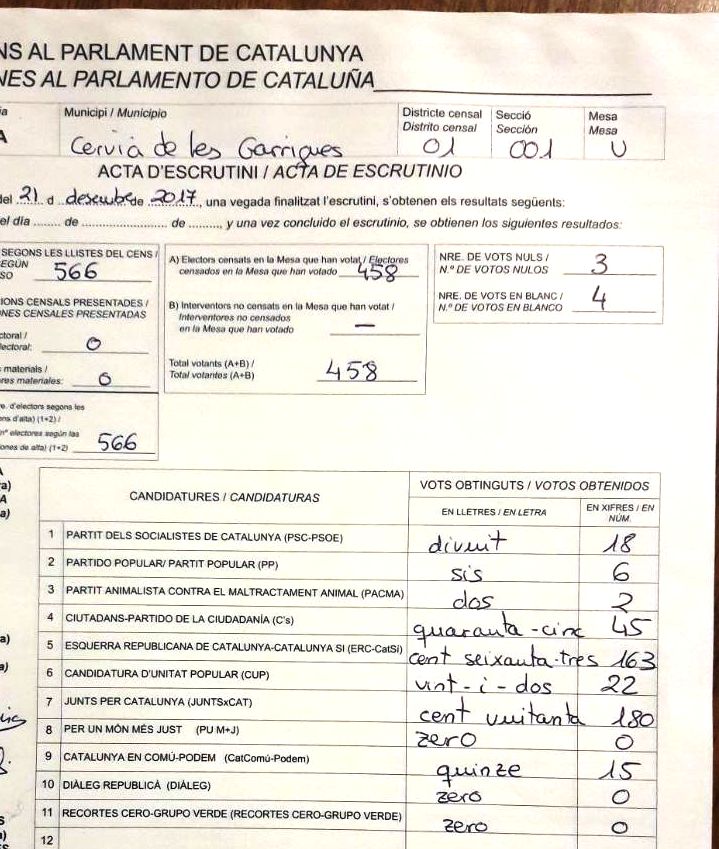 NS AL PARLAMENT DE CATALUNYA
NES AL PARLAMENTO DE CATALUÑA
ia Municipi / Municipio Districte censal Secció Mesa
Distrito censal Sección Mesa
A Cervià de les Garrigues 01 001 U
ACTA D'ESCRUTINI / ACTA DE ESCRUTINIO
del 21 d desembre de 2017, una vegada finalitzat l'escrutini, s'obtenen els resultats següents:
el día ........ de .................. de .........., y una vez concluido el escrutinio, se obtienen los siguientes resultados:
SEGONS LES LLISTES DEL CENS /
EGÚN
SO 566
IONS CENSALS PRESENTADES /
NES CENSALES PRESENTADAS
ctoral /
lectoral: 0
materials /
res materiales: 0
e. d'electors segons les
ens d'alta) (1+2) /
nº electores según las
iones de alta) (1+2) 566
A) Electors censats en la Mesa que han votat / Electores
censados en la Mesa que han votado 458
B) Interventors no censats en la Mesa que han votat /
Interventores no censados
en la Mesa que han votado —
Total votants (A+B) /
Total votantes (A+B) 458
NRE. DE VOTS NULS /
N.º DE VOTOS NULOS 3
NRE. DE VOTS EN BLANC /
N.º DE VOTOS EN BLANCO 4
CANDIDATURES / CANDIDATURAS VOTS OBTINGUTS / VOTOS OBTENIDOS
EN LLETRES / EN LETRA EN XIFRES / EN
NÚM.
1 PARTIT DELS SOCIALISTES DE CATALUNYA (PSC-PSOE) divuit 18
2 PARTIDO POPULAR/ PARTIT POPULAR (PP) sis 6
3 PARTIT ANIMALISTA CONTRA EL MALTRACTAMENT ANIMAL (PACMA) dos 2
4 CIUTADANS-PARTIDO DE LA CIUDADANÍA (C's) quaranta-cinc 45
5 ESQUERRA REPUBLICANA DE CATALUNYA-CATALUNYA SI (ERC-CatSí) cent seixanta-tres 163
6 CANDIDATURA D'UNITAT POPULAR (CUP) vint-i-dos 22
7 JUNTS PER CATALUNYA (JUNTSxCAT) cent vuitanta 180
8 PER UN MÓN MÉS JUST (PU M+J) zero 0
9 CATALUNYA EN COMÚ-PODEM (CatComú-Podem) quinze 15
10 DIÀLEG REPUBLICÀ (DIÀLEG) zero 0
11 RECORTES CERO-GRUPO VERDE (RECORTES CERO-GRUPO VERDE) zero 0
12